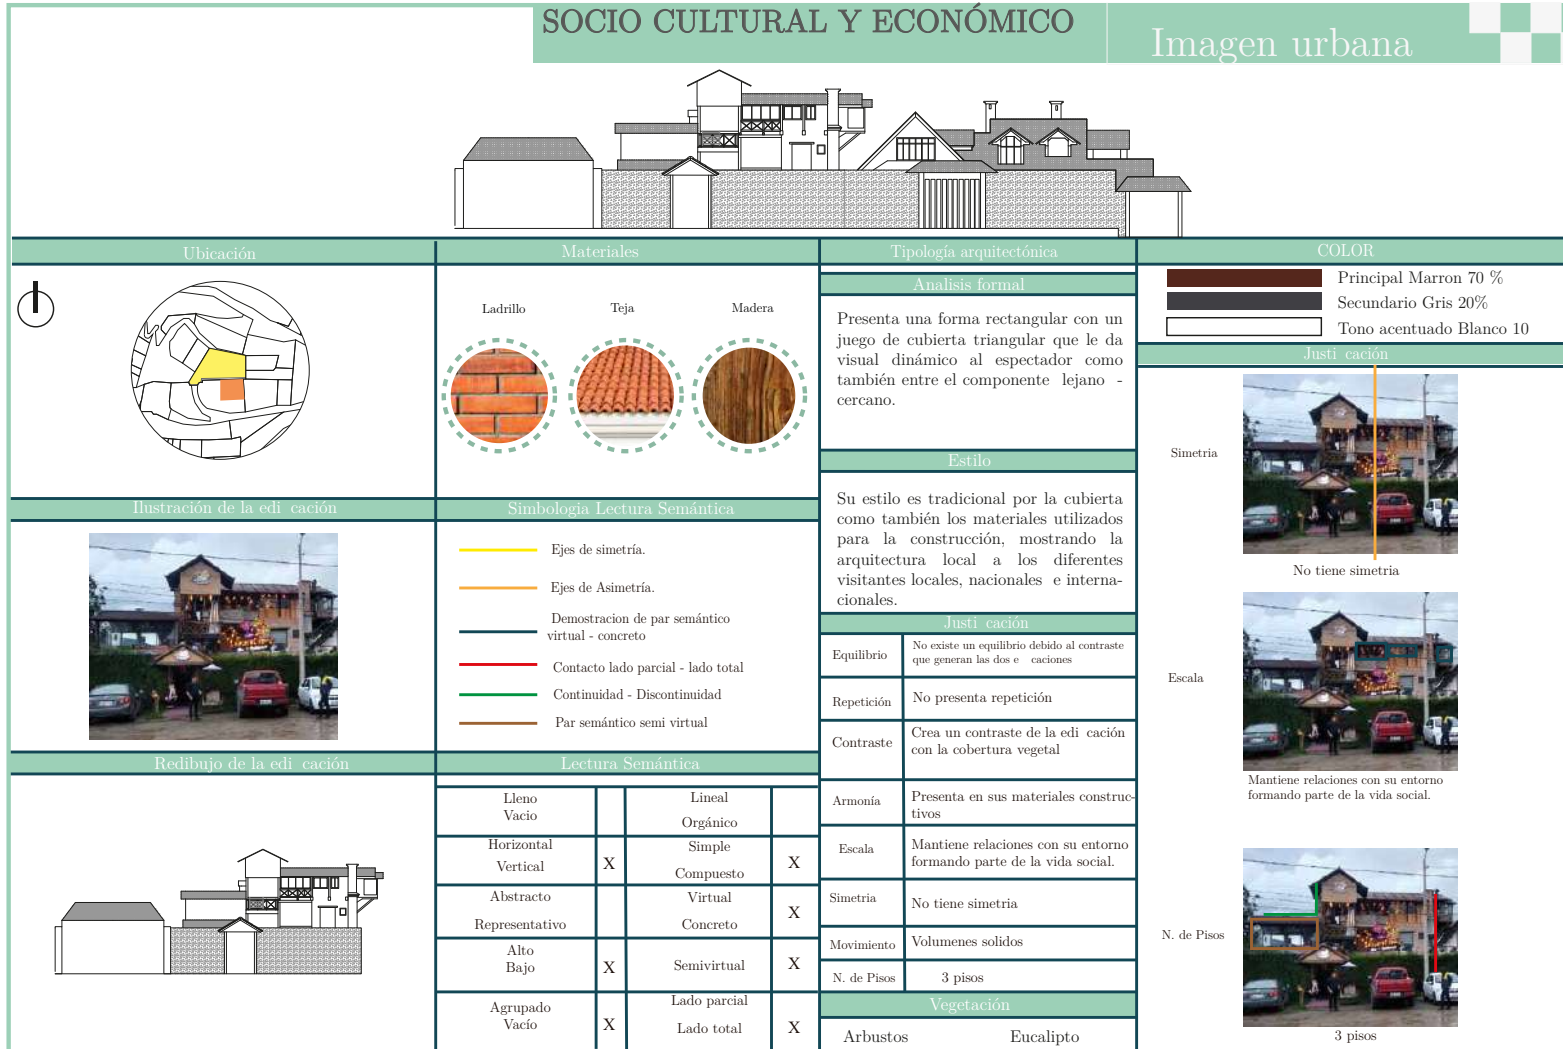 SOCIO CULTURAL Y ECONÓMICO
Imagen urbana
Ubicación
Materiales
Ladrillo
Teja
Madera
Tipología arquitectónica
Analisis formal
Presenta una forma rectangular con un
juego de cubierta triangular que le da
visual dinámico al espectador como
también entre el componente lejano -
cercano.
Estilo
Su estilo es tradicional por la cubierta
como también los materiales utilizados
para la construcción, mostrando la
arquitectura local a los diferentes
visitantes locales, nacionales e interna-
cionales.
COLOR
Principal Marron 70 %
Secundario Gris 20%
Tono acentuado Blanco 10
Justi cación
Simetria
No tiene simetria
Escala
Mantiene relaciones con su entorno
formando parte de la vida social.
N. de Pisos
3 pisos
Ilustración de la edi cación
Simbologia Lectura Semántica
Ejes de simetría.
Ejes de Asimetría.
Demostracion de par semántico
virtual - concreto
Contacto lado parcial - lado total
Continuidad - Discontinuidad
Par semántico semi virtual
Justi cación
Equilibrio
No existe un equilibrio debido al contraste
que generan las dos e caciones
Repetición
No presenta repetición
Contraste
Crea un contraste de la edi cación
con la cobertura vegetal
Armonía
Presenta en sus materiales construc-
tivos
Escala
Mantiene relaciones con su entorno
formando parte de la vida social.
Simetria
No tiene simetria
Movimiento
Volumenes solidos
N. de Pisos
3 pisos
Vegetación
Arbustos
Eucalipto
Redibujo de la edi cación
Lectura Semántica
Lleno
Vacio
Lineal
Orgánico
Horizontal
Vertical
X
Simple
Compuesto
X
Abstracto
Representativo
Virtual
Concreto
X
Alto
Bajo
X
Semivirtual
X
Agrupado
Vacío
X
Lado parcial
Lado total
X